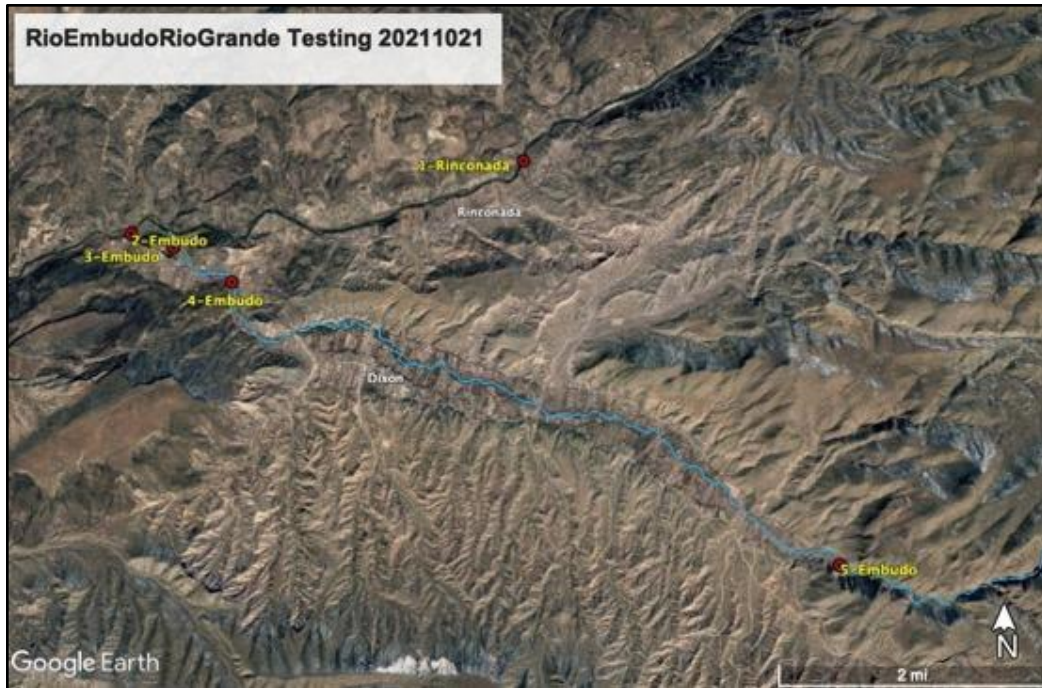 RioEmbudoRioGrande Testing 20211021
1-Rinconada
Rinconada
2-Embudo
3-Embudo
4-Embudo
Dixon
5-Embudo
N
Google Earth
2 mi